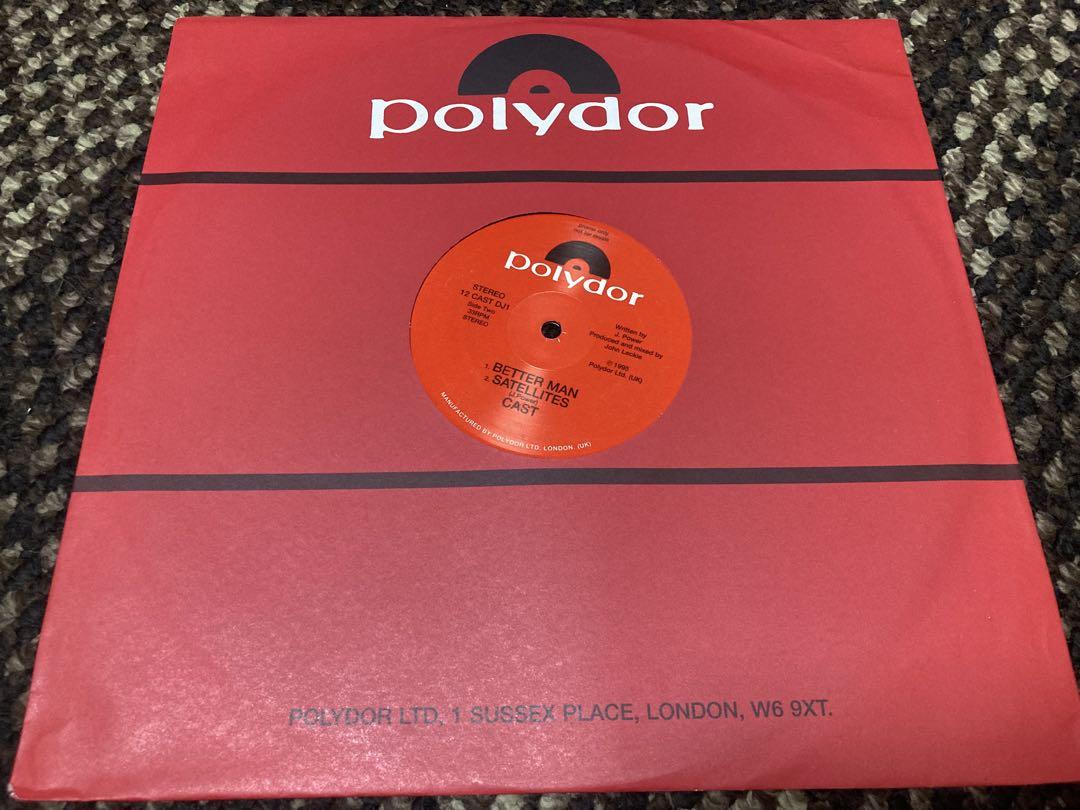 polydor
promo only
not for resale
polydor
STEREO
12 CAST DJ1
Side Two
33RPM
STEREO
Written by
J. Power
Produced and mixed by
John Leckie
℗ 1995
Polydor Ltd. (UK)
1. BETTER MAN
2. SATELLITES
(J.Power)
CAST
MANUFACTURED BY POLYDOR LTD. LONDON. (UK)
POLYDOR LTD, 1 SUSSEX PLACE, LONDON, W6 9XT.